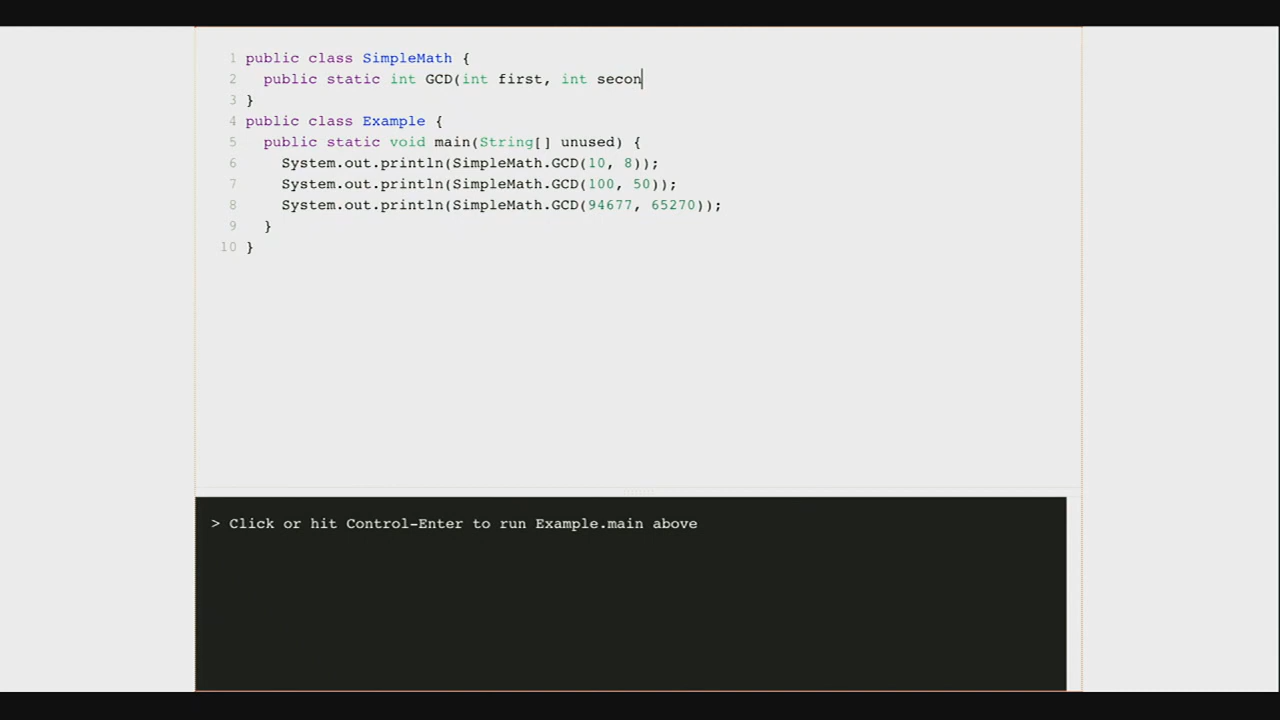 1 public class SimpleMath {
2 public static int GCD(int first, int secon
3 }
4 public class Example {
5 public static void main(String[] unused) {
6 System.out.println(SimpleMath.GCD(10, 8));
7 System.out.println(SimpleMath.GCD(100, 50));
8 System.out.println(SimpleMath.GCD(94677, 65270));
9 }
10 }
> Click or hit Control-Enter to run Example.main above